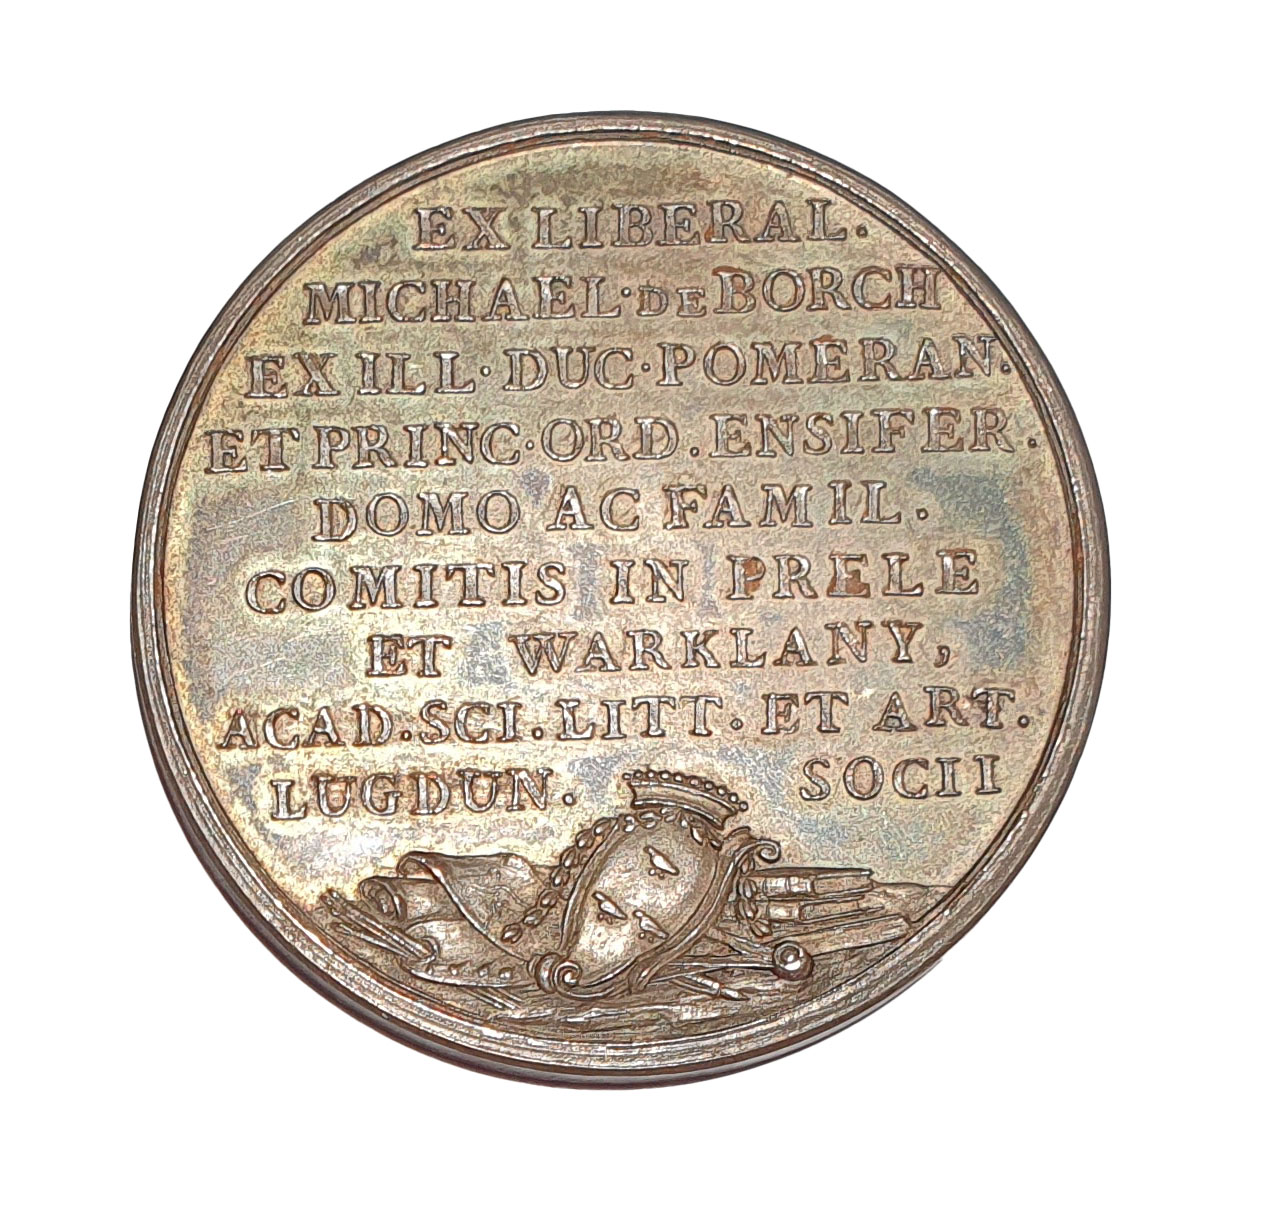 EX LIBERAL.
MICHAEL·DE BORCH
EX ILL·DUC·POMERAN.
ET PRINC·ORD.ENSIFER.
DOMO AC FAMIL.
COMITIS IN PRELE
ET WARKLANY,
ACAD.SCI.LITT.ET ART.
LUGDUN. SOCII